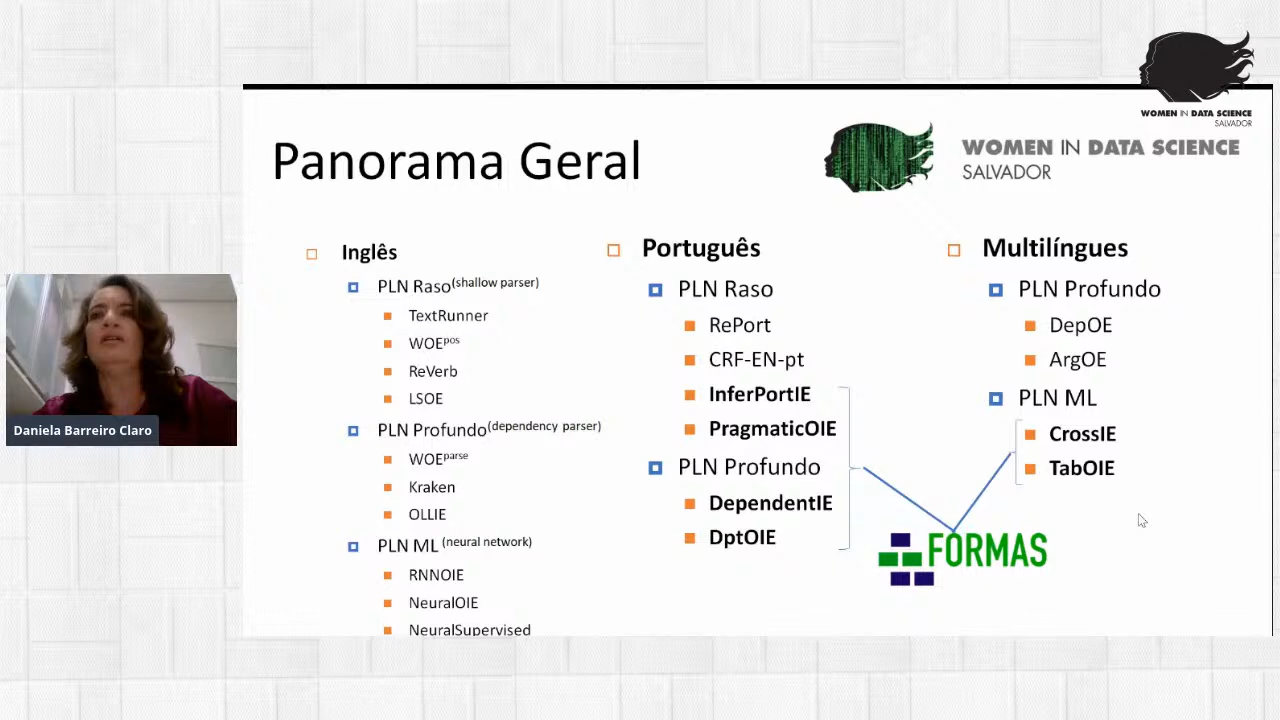 WOMEN IN DATA SCIENCE
SALVADOR
Panorama Geral
WOMEN IN DATA SCIENCE
SALVADOR
Inglês
PLN Raso(shallow parser)
TextRunner
WOEpos
ReVerb
LSOE
PLN Profundo(dependency parser)
WOEparse
Kraken
OLLIE
PLN ML (neural network)
RNNOIE
NeuralOIE
NeuralSupervised
Português
PLN Raso
RePort
CRF-EN-pt
InferPortIE
PragmaticOIE
PLN Profundo
DependentIE
DptOIE
Multilíngues
PLN Profundo
DepOE
ArgOE
PLN ML
CrossIE
TabOIE
FORMAS
Daniela Barreiro Claro